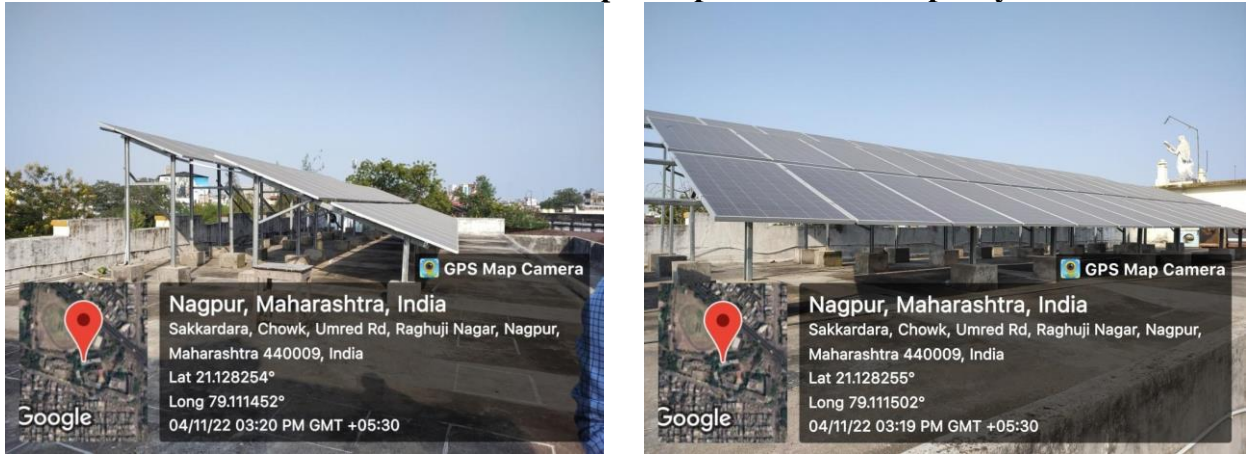 GPS Map Camera
Nagpur, Maharashtra, India
Sakkardara, Chowk, Umred Rd, Raghuji Nagar, Nagpur,
Maharashtra 440009, India
Lat 21.128254°
Long 79.111452°
04/11/22 03:20 PM GMT +05:30
Google
GPS Map Camera
Nagpur, Maharashtra, India
Sakkardara, Chowk, Umred Rd, Raghuji Nagar, Nagpur,
Maharashtra 440009, India
Lat 21.128255°
Long 79.111502°
04/11/22 03:19 PM GMT +05:30
Google